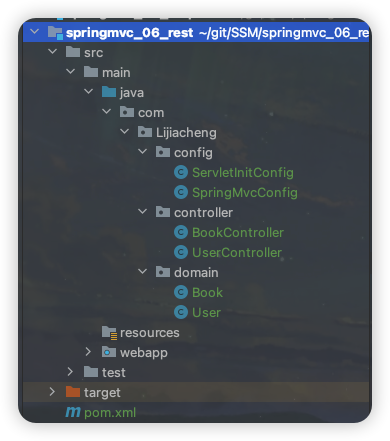 springmvc_06_rest ~/git/SSM/springmvc_06_re
src
main
java
com
Lijiacheng
config
ServletInitConfig
SpringMvcConfig
controller
BookController
UserController
domain
Book
User
resources
webapp
test
target
pom.xml